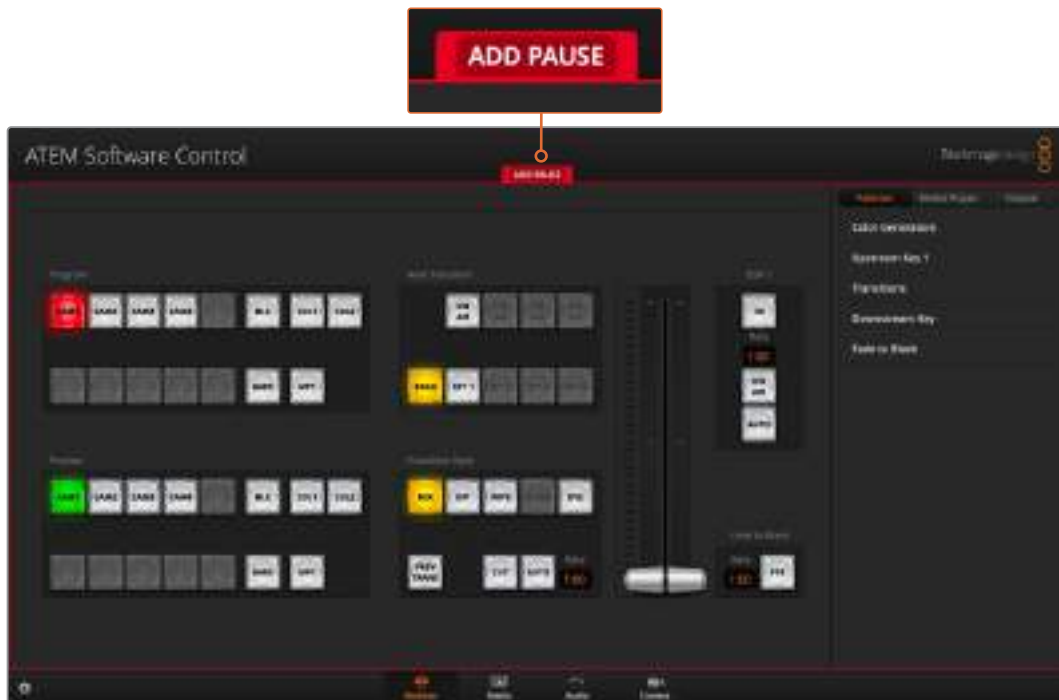 ADD PAUSE
ATEM Software Control
Blackmagicdesign
ADD PAUSE
Palettes Media Player Output
Color Generators
Upstream Key 1
Transitions
Downstream Key
Fade to Black
Program
Next Transition
DSK 1
CAM2 CAM3 CAM4 BLK COL1 COL2
ON AIR
TIE
Rate
1:00
BARS MP1
BKGD KEY 1
ON AIR
AUTO
Preview
Transition Style
CAM1 CAM2 CAM3 CAM4 BLK COL1 COL2
MIX DIP WIPE DVE
Fade to Black
BARS MP1
PREV TRANS
CUT AUTO
Rate
1:00
Rate
1:00
FTB
Switcher Media Audio Camera